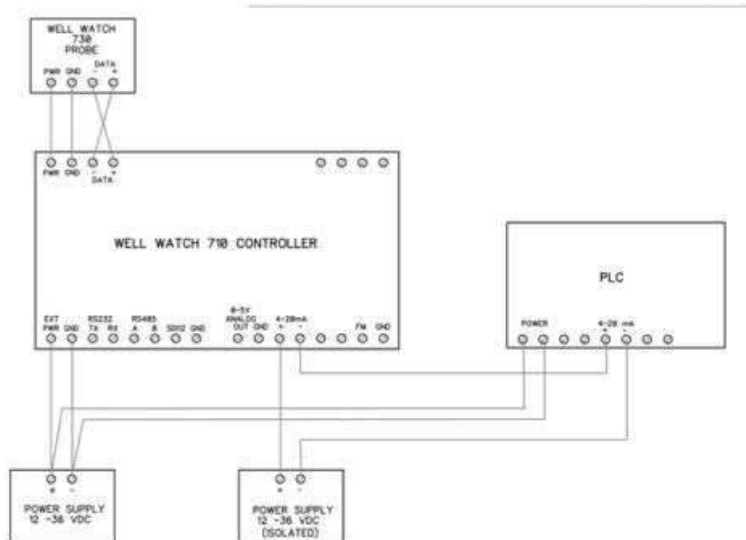 WELL WATCH
730
PROBE
DATA
PWR GND - +
PWR GND - +
DATA
WELL WATCH 710 CONTROLLER
PLC
0-5V
EXT RS232 RS485 ANALOG 4-20mA
PWR GND TX RX A B SDI12 GND OUT GND + - FM GND
POWER 4-20 mA
+ -
+ -
POWER SUPPLY
12 -36 VDC
+ -
POWER SUPPLY
12 -36 VDC
(ISOLATED)